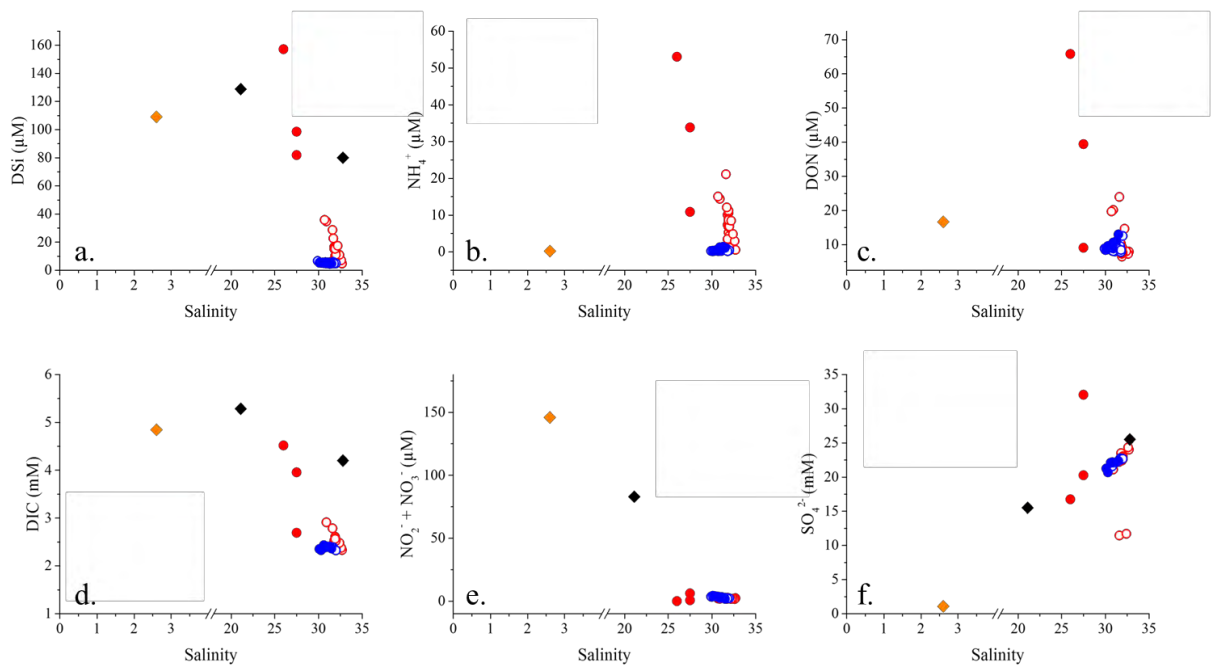 DSi (µM)
160
140
120
100
80
60
40
20
0
a.
0 1 2 3 20 25 30 35
Salinity
NH₄⁺ (µM)
60
50
40
30
20
10
0
b.
0 1 2 3 20 25 30 35
Salinity
DON (µM)
70
60
50
40
30
20
10
c.
0 1 2 3 20 25 30 35
Salinity
DIC (mM)
6
5
4
3
2
1
d.
0 1 2 3 20 25 30 35
Salinity
NO₂⁻ + NO₃⁻ (µM)
150
100
50
0
e.
0 1 2 3 20 25 30 35
Salinity
SO₄²⁻ (mM)
35
30
25
20
15
10
5
0
f.
0 1 2 3 20 25 30 35
Salinity